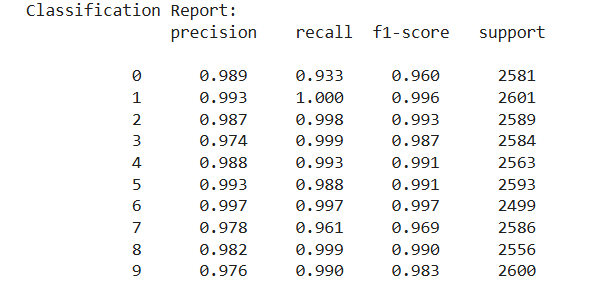 Classification Report:
precision recall f1-score support
0 0.989 0.933 0.960 2581
1 0.993 1.000 0.996 2601
2 0.987 0.998 0.993 2589
3 0.974 0.999 0.987 2584
4 0.988 0.993 0.991 2563
5 0.993 0.988 0.991 2593
6 0.997 0.997 0.997 2499
7 0.978 0.961 0.969 2586
8 0.982 0.999 0.990 2556
9 0.976 0.990 0.983 2600